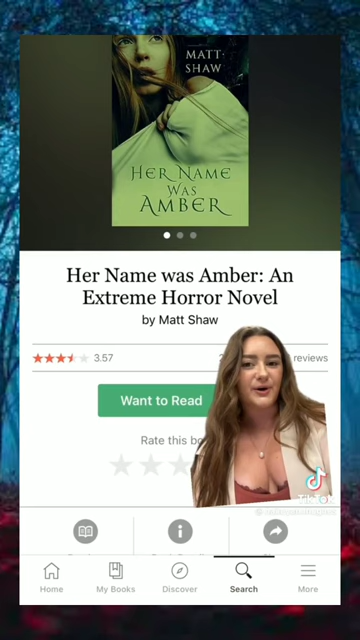 MATT
SHAW
HER NAME
WAS
AMBER
Her Name was Amber: An
Extreme Horror Novel
by Matt Shaw
3.57
reviews
Want to Read
Rate this bo
TikTok
Home
My Books
Discover
Search
More